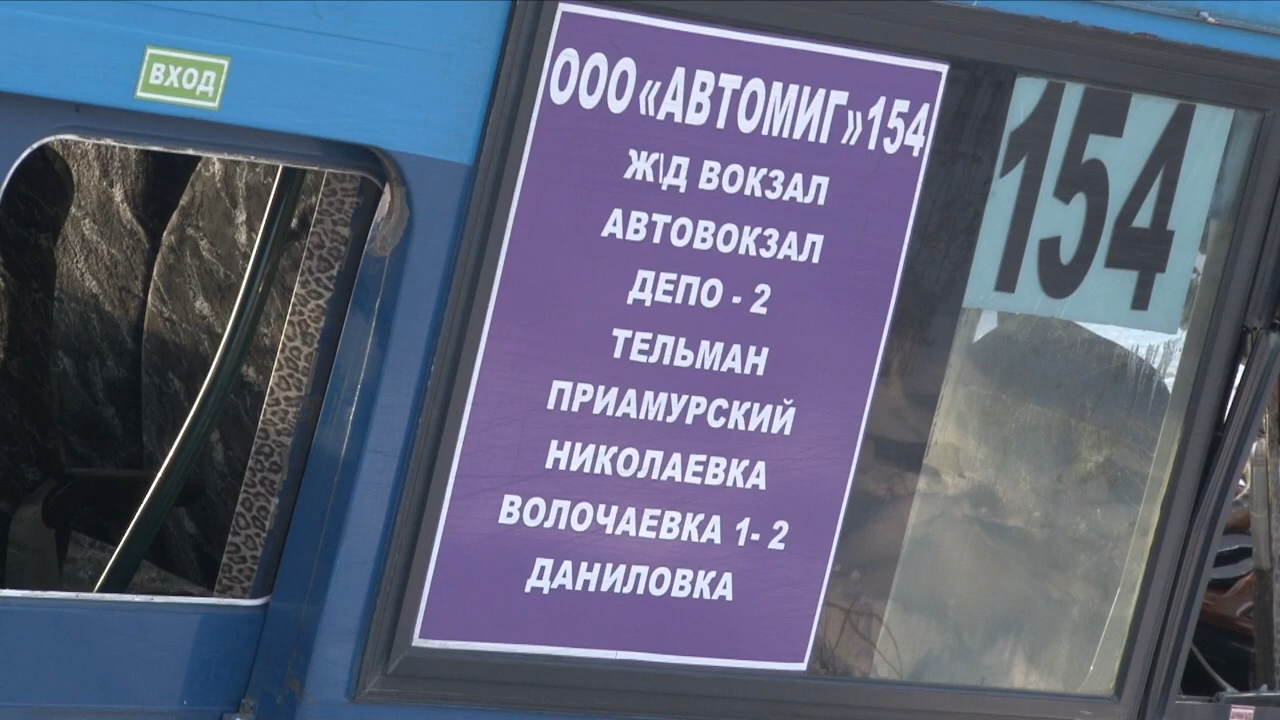 ВХОД
ООО «АВТОМИГ» 154
Ж\Д ВОКЗАЛ
АВТОВОКЗАЛ
ДЕПО - 2
ТЕЛЬМАН
ПРИАМУРСКИЙ
НИКОЛАЕВКА
ВОЛОЧАЕВКА 1- 2
ДАНИЛОВКА
154